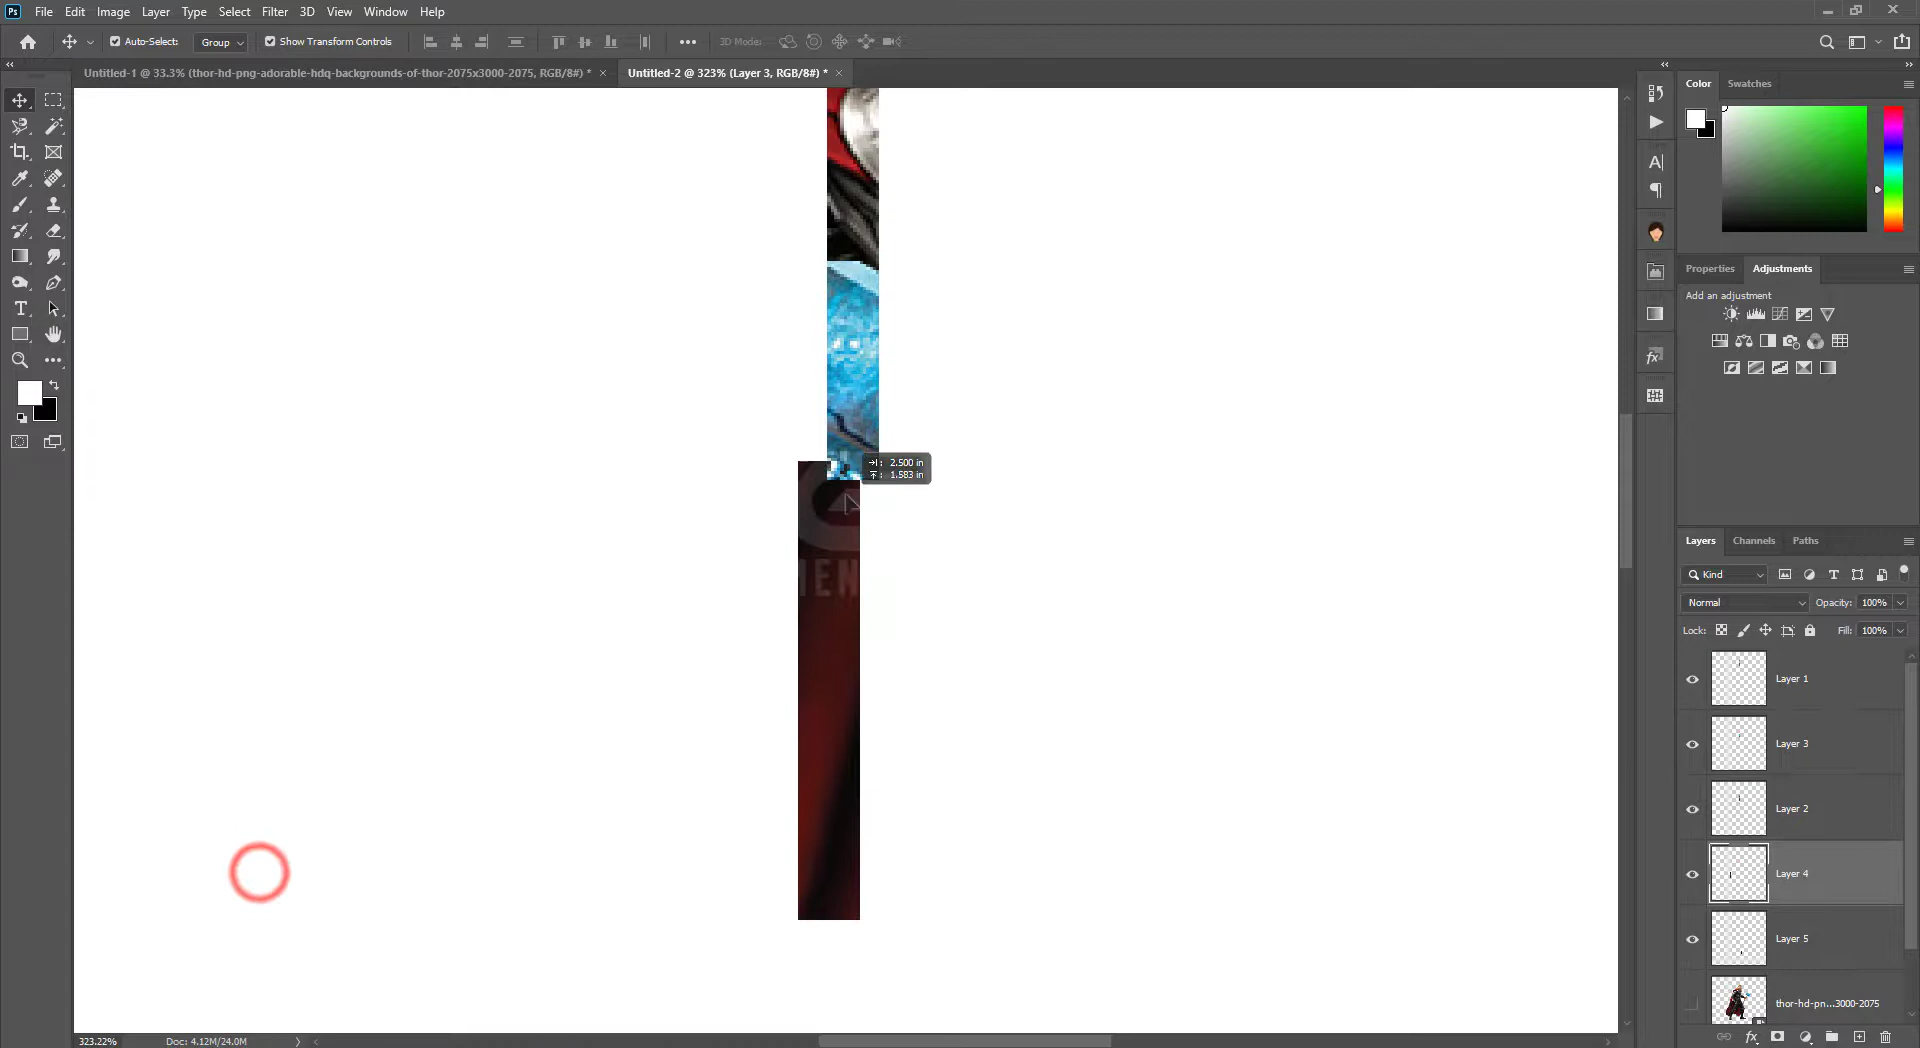 Ps File Edit Image Layer Type Select Filter 3D View Window Help
Auto-Select: Group Show Transform Controls 3D Mode:
Untitled-1 @ 33.3% (thor-hd-png-adorable-hdq-backgrounds-of-thor-2075x3000-2075, RGB/8#) * Untitled-2 @ 323% (Layer 3, RGB/8#) *
Color Swatches
Properties Adjustments
Add an adjustment
2.500 in
1.583 in
Layers Channels Paths
Kind
Normal Opacity: 100%
Lock: Fill: 100%
Layer 1
Layer 3
Layer 2
Layer 4
Layer 5
thor-hd-pn...3000-2075
323.22% Doc: 4.12M/24.0M